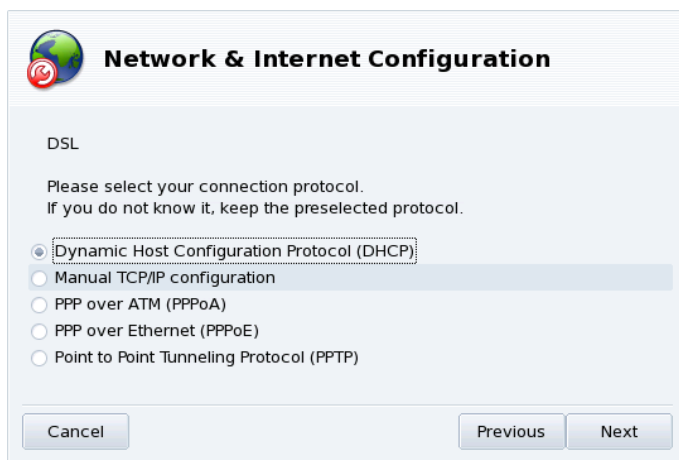 Network & Internet Configuration
DSL
Please select your connection protocol.
If you do not know it, keep the preselected protocol.
Dynamic Host Configuration Protocol (DHCP)
Manual TCP/IP configuration
PPP over ATM (PPPoA)
PPP over Ethernet (PPPoE)
Point to Point Tunneling Protocol (PPTP)
Cancel Previous Next